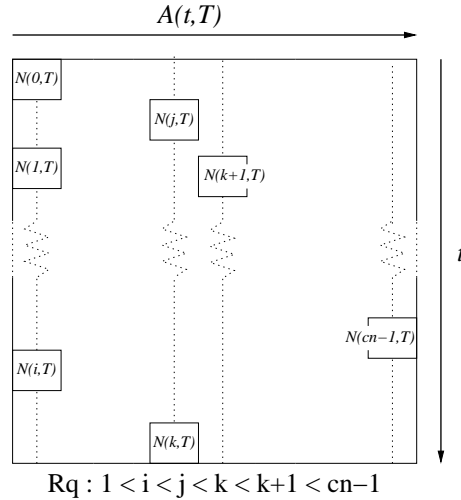 A(t,T)
N(0,T)
N(j,T)
N(1,T)
N(k+1,T)
t
N(cn−1,T)
N(i,T)
N(k,T)
Rq : 1 < i < j < k < k+1 < cn−1